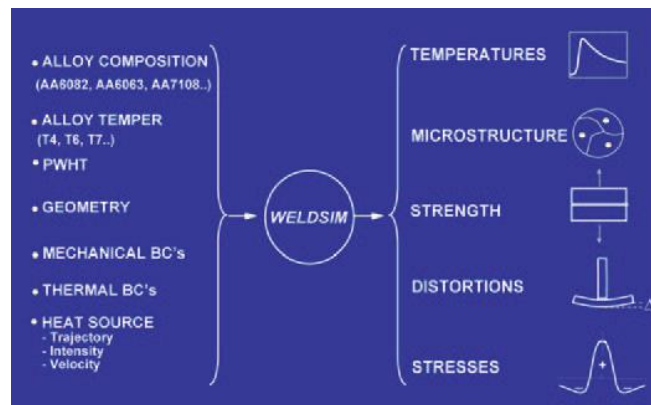 • ALLOY COMPOSITION
(AA6082, AA6063, AA7108..)
• ALLOY TEMPER
(T4, T6, T7..)
• PWHT
• GEOMETRY
• MECHANICAL BC's
• THERMAL BC's
• HEAT SOURCE
- Trajectory
- Intensity
- Velocity
WELDSIM
TEMPERATURES
MICROSTRUCTURE
STRENGTH
DISTORTIONS
Δ
STRESSES
+